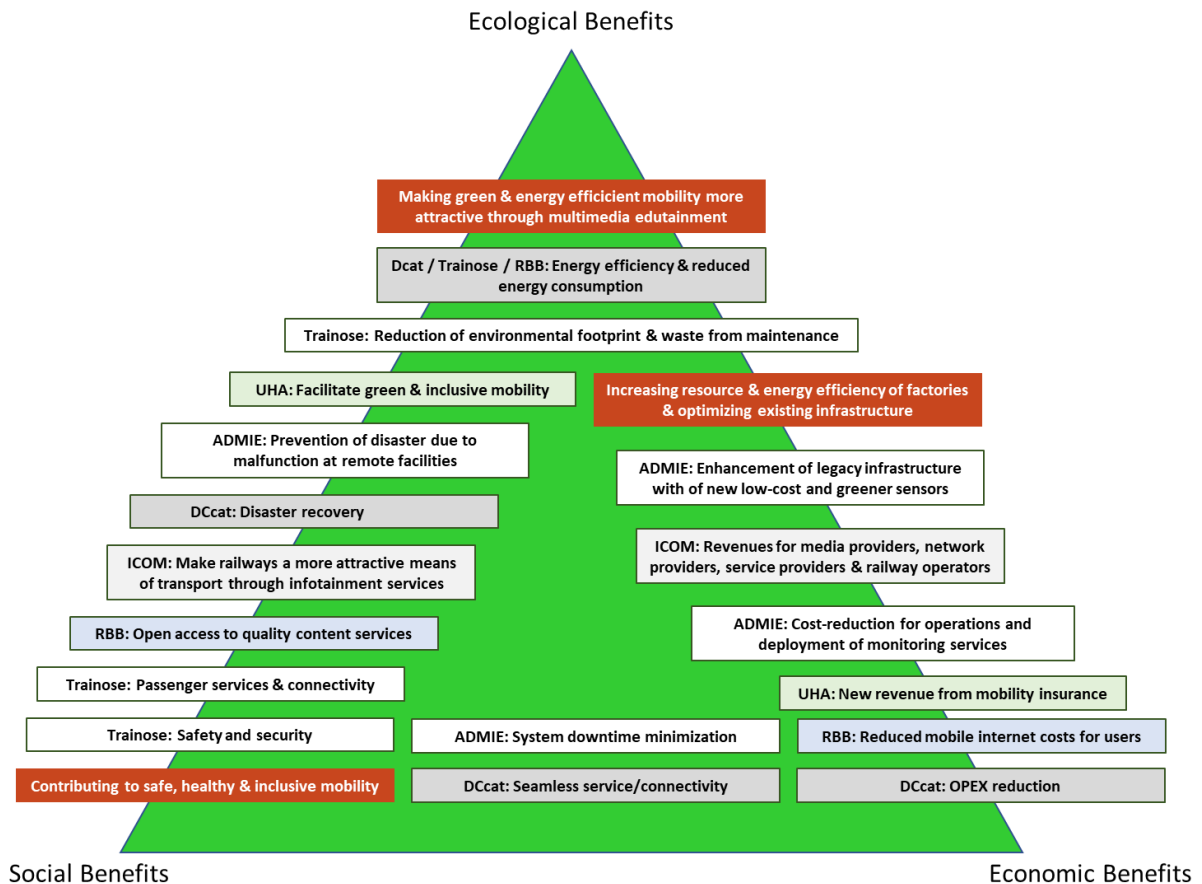 Ecological Benefits
Making green & energy efificient mobility more
attractive through multimedia edutainment
Dcat / Trainose / RBB: Energy efficiency & reduced
energy consumption
Trainose: Reduction of environmental footprint & waste from maintenance
UHA: Facilitate green & inclusive mobility
Increasing resource & energy efficiency of factories
& optimizing existing infrastructure
ADMIE: Prevention of disaster due to
malfunction at remote facilities
ADMIE: Enhancement of legacy infrastructure
with of new low-cost and greener sensors
DCcat: Disaster recovery
ICOM: Revenues for media providers, network
providers, service providers & railway operators
ICOM: Make railways a more attractive means
of transport through infotainment services
ADMIE: Cost-reduction for operations and
deployment of monitoring services
RBB: Open access to quality content services
Trainose: Passenger services & connectivity
UHA: New revenue from mobility insurance
Trainose: Safety and security
ADMIE: System downtime minimization
RBB: Reduced mobile internet costs for users
Contributing to safe, healthy & inclusive mobility
DCcat: Seamless service/connectivity
DCcat: OPEX reduction
Social Benefits
Economic Benefits